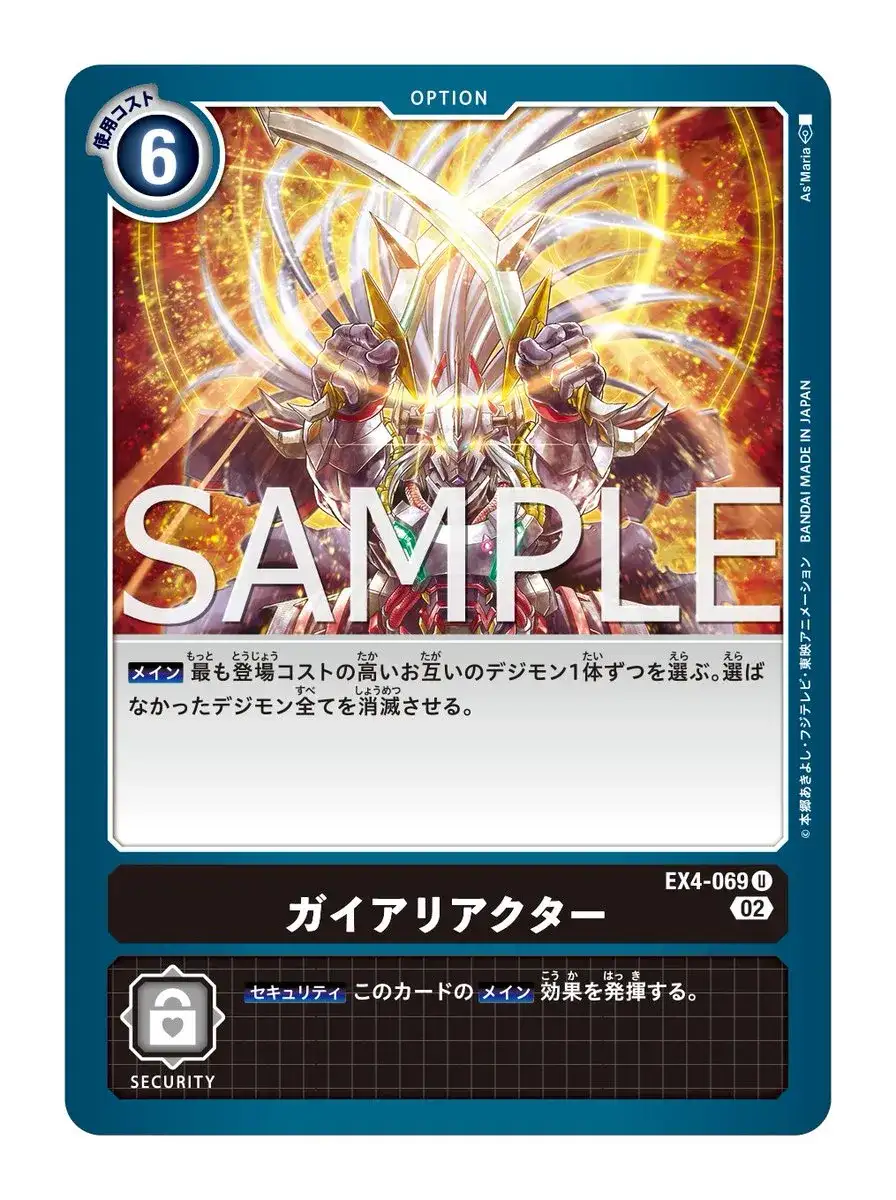 OPTION
使用コスト
6
As'Maria
SAMPLE
メイン 最も登場コストの高いお互いのデジモン1体ずつを選ぶ。選ば
なかったデジモン全てを消滅させる。
©本郷あきよし・フジテレビ・東映アニメーション BANDAI MADE IN JAPAN
EX4-069 U
02
ガイアリアクター
セキュリティ このカードの メイン 効果を発揮する。
SECURITY